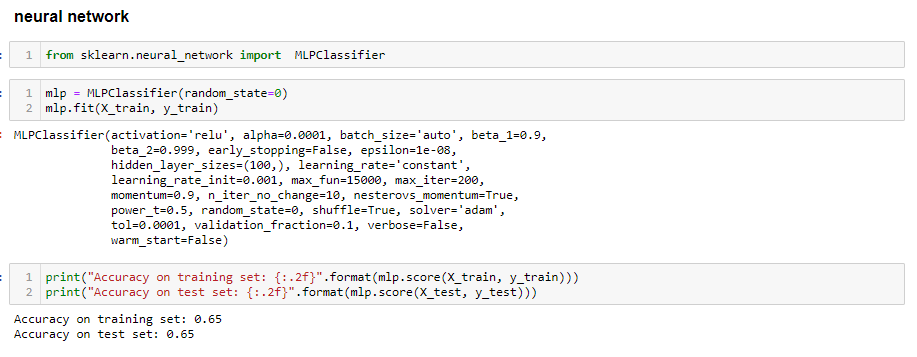 neural network
1 from sklearn.neural_network import  MLPClassifier
1 mlp = MLPClassifier(random_state=0)
2 mlp.fit(X_train, y_train)
MLPClassifier(activation='relu', alpha=0.0001, batch_size='auto', beta_1=0.9,
              beta_2=0.999, early_stopping=False, epsilon=1e-08,
              hidden_layer_sizes=(100,), learning_rate='constant',
              learning_rate_init=0.001, max_fun=15000, max_iter=200,
              momentum=0.9, n_iter_no_change=10, nesterovs_momentum=True,
              power_t=0.5, random_state=0, shuffle=True, solver='adam',
              tol=0.0001, validation_fraction=0.1, verbose=False,
              warm_start=False)
1 print("Accuracy on training set: {:.2f}".format(mlp.score(X_train, y_train)))
2 print("Accuracy on test set: {:.2f}".format(mlp.score(X_test, y_test)))
Accuracy on training set: 0.65
Accuracy on test set: 0.65